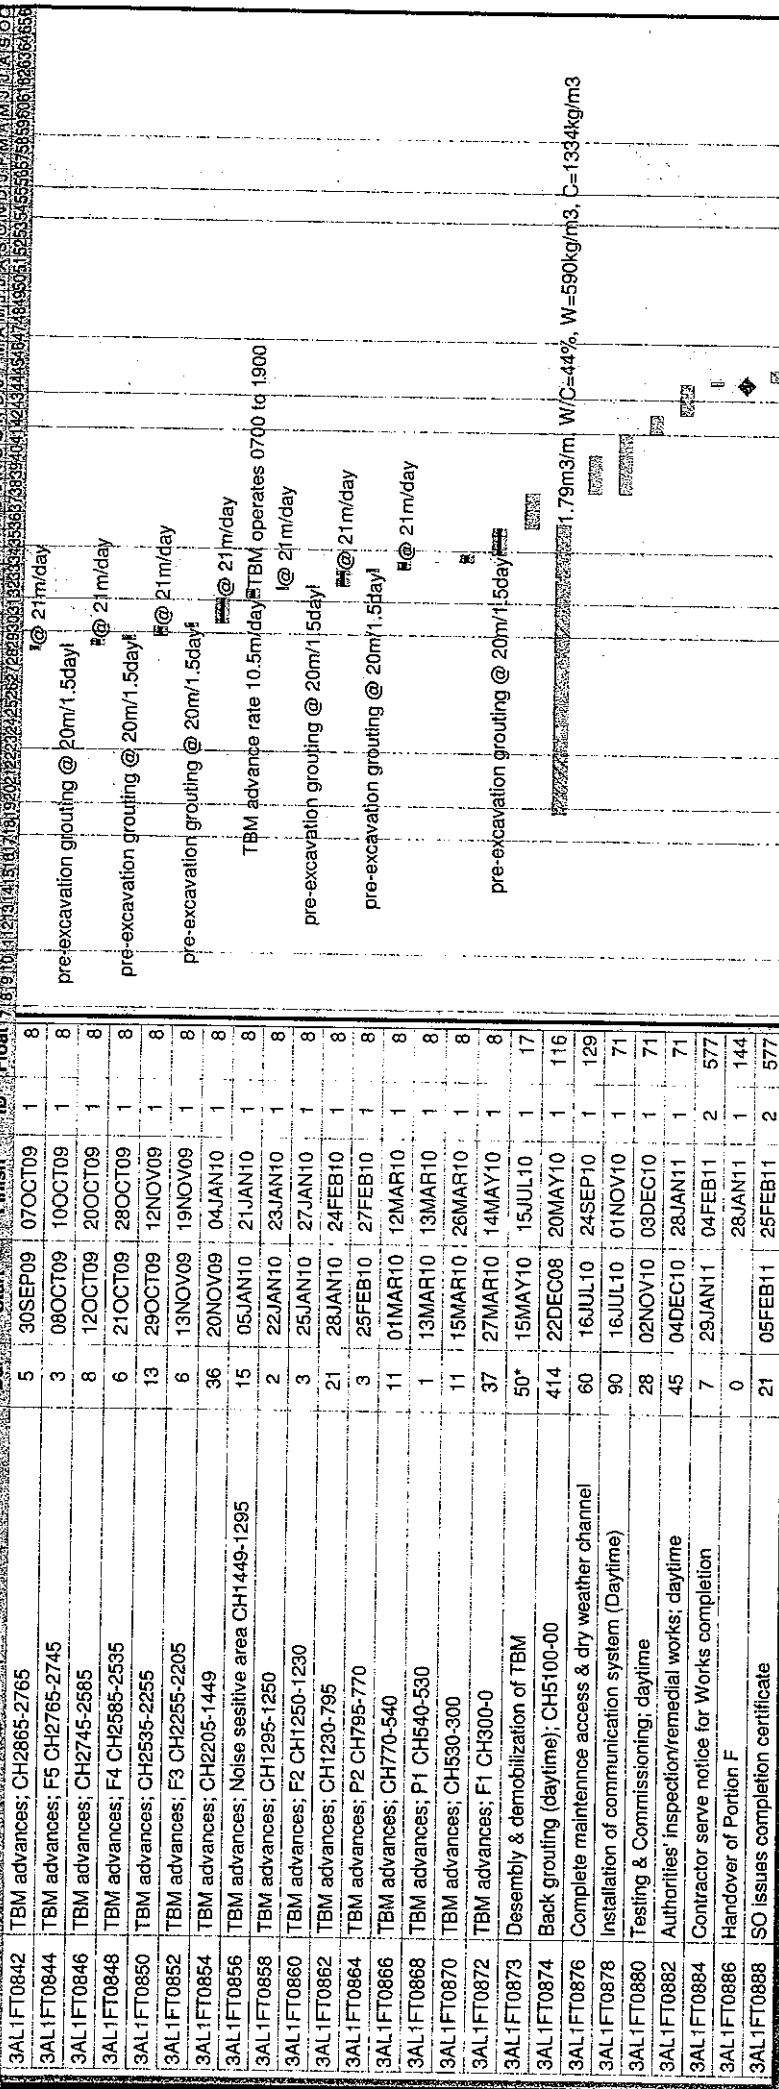 3AL1FT0842 TBM advances; CH2865-2765 5 30SEP09 07OCT09 1 8 @ 21m/day
3AL1FT0844 TBM advances; F5 CH2765-2745 3 08OCT09 10OCT09 1 8 pre-excavation grouting @ 20m/1.5day
3AL1FT0846 TBM advances; CH2745-2585 8 12OCT09 20OCT09 1 8 @ 21m/day
3AL1FT0848 TBM advances; F4 CH2585-2535 6 21OCT09 28OCT09 1 8 pre-excavation grouting @ 20m/1.5day
3AL1FT0850 TBM advances; CH2535-2255 13 29OCT09 12NOV09 1 8 @ 21m/day
3AL1FT0852 TBM advances; F3 CH2255-2205 6 13NOV09 19NOV09 1 8 pre-excavation grouting @ 20m/1.5day
3AL1FT0854 TBM advances; CH2205-1449 36 20NOV09 04JAN10 1 8 @ 21m/day
3AL1FT0856 TBM advances; Noise sesitive area CH1449-1295 15 05JAN10 21JAN10 1 8 TBM advance rate 10.5m/day TBM operates 0700 to 1900
3AL1FT0858 TBM advances; CH1295-1250 2 22JAN10 23JAN10 1 8 @ 21m/day
3AL1FT0860 TBM advances; F2 CH1250-1230 3 25JAN10 27JAN10 1 8 pre-excavation grouting @ 20m/1.5day
3AL1FT0862 TBM advances; CH1230-795 21 28JAN10 24FEB10 1 8 @ 21m/day
3AL1FT0864 TBM advances; P2 CH795-770 3 25FEB10 27FEB10 1 8 pre-excavation grouting @ 20m/1.5day
3AL1FT0866 TBM advances; CH770-540 11 01MAR10 12MAR10 1 8 @ 21m/day
3AL1FT0868 TBM advances; P1 CH540-530 1 13MAR10 13MAR10 1 8
3AL1FT0870 TBM advances; CH530-300 11 15MAR10 26MAR10 1 8
3AL1FT0872 TBM advances; F1 CH300-0 37 27MAR10 14MAY10 1 8 pre-excavation grouting @ 20m/1.5day
3AL1FT0873 Desembly & demobilization of TBM 50* 15MAY10 15JUL10 1 17
3AL1FT0874 Back grouting (daytime); CH5100-00 414 22DEC08 20MAY10 1 116 1.79m3/m, W/C=44%, W=590kg/m3, C=1334kg/m3
3AL1FT0876 Complete maintennce access & dry weather channel 60 16JUL10 24SEP10 1 129
3AL1FT0878 Installation of communication system (Daytime) 90 16JUL10 01NOV10 1 71
3AL1FT0880 Testing & Commissioning; daytime 28 02NOV10 03DEC10 1 71
3AL1FT0882 Authorities' inspection/remedial works; daytime 45 04DEC10 28JAN11 1 71
3AL1FT0884 Contractor serve notice for Works completion 7 29JAN11 04FEB11 2 577
3AL1FT0886 Handover of Portion F 0 28JAN11 1 144
3AL1FT0888 SO issues completion certificate 21 05FEB11 25FEB11 2 577